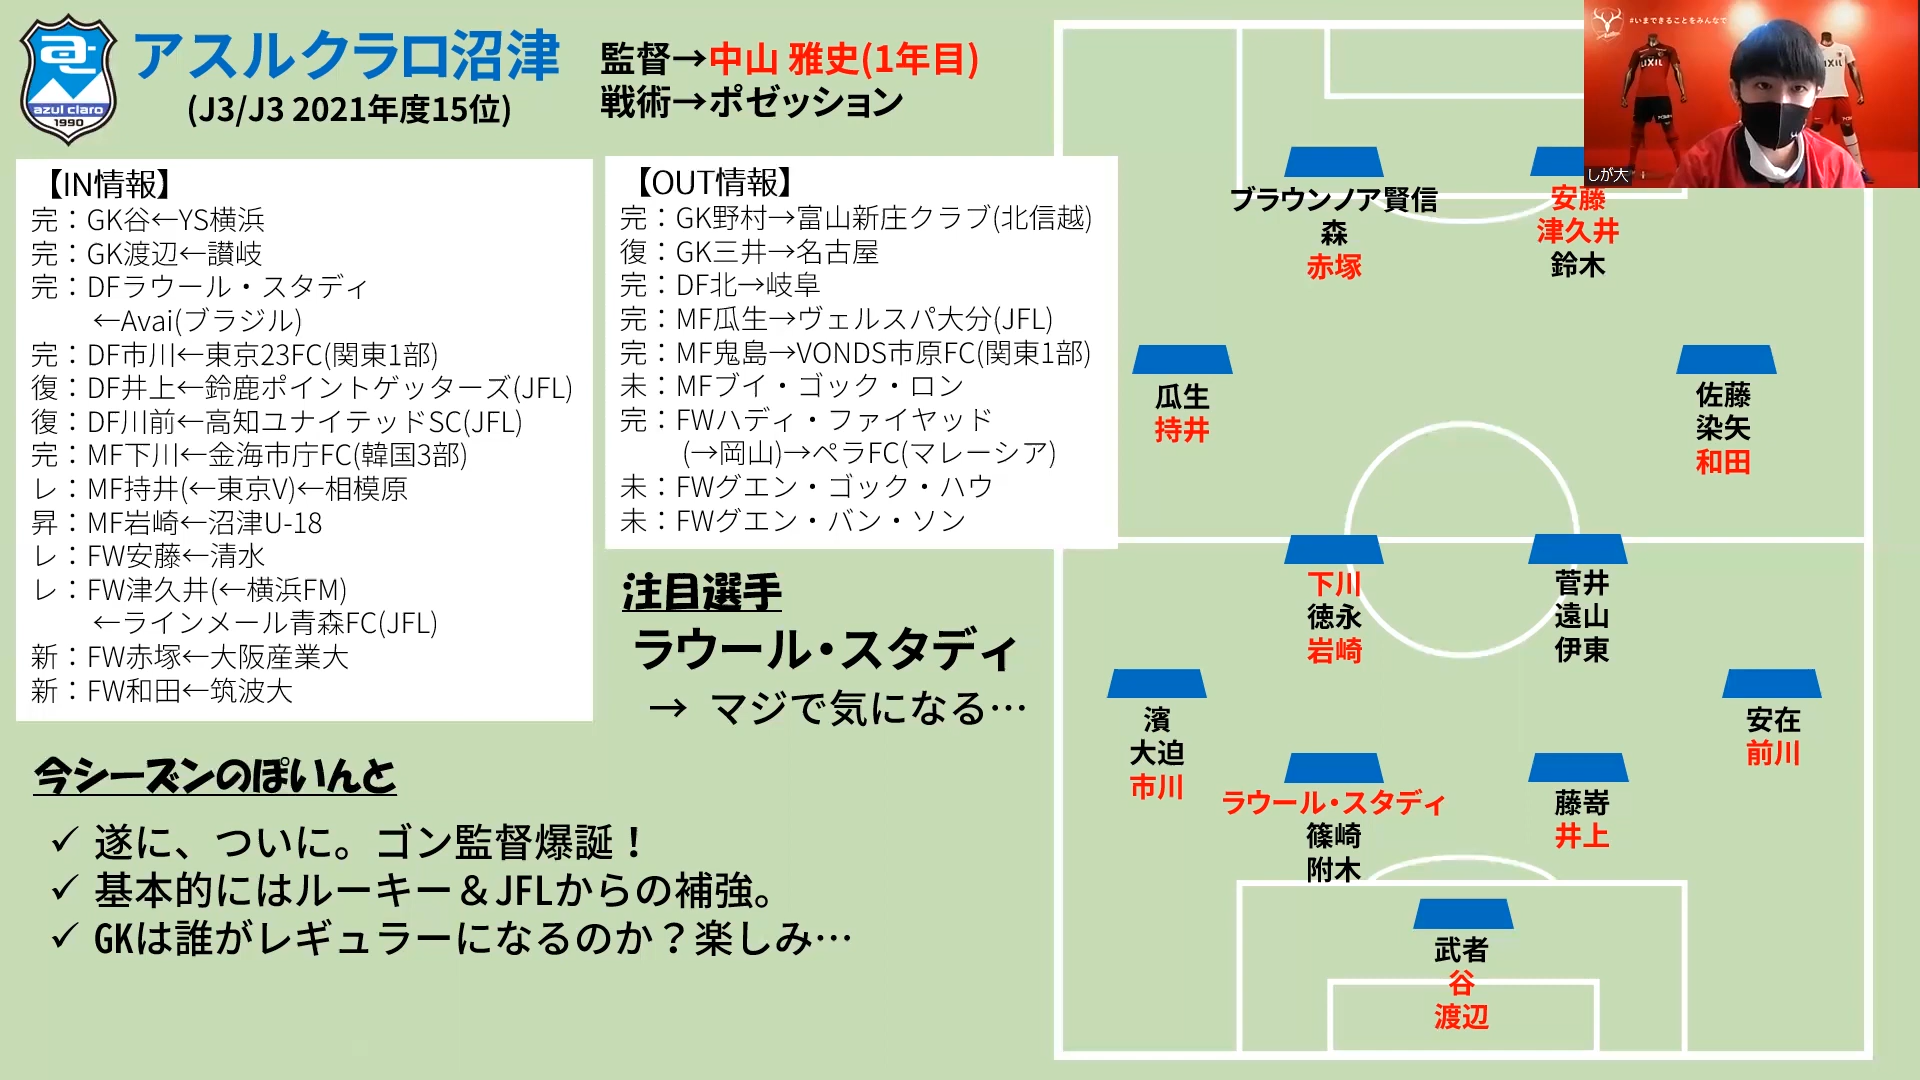 azul claro
1990
アスルクラロ沼津
(J3/J3 2021年度15位)
監督→中山 雅史(1年目)
戦術→ポゼッション
【IN情報】
完：GK谷←YS横浜
完：GK渡辺←讃岐
完：DFラウール・スタディ
←Avai(ブラジル)
完：DF市川←東京23FC(関東1部)
復：DF井上←鈴鹿ポイントゲッターズ(JFL)
復：DF川前←高知ユナイテッドSC(JFL)
完：MF下川←金海市庁FC(韓国3部)
レ：MF持井(←東京V)←相模原
昇：MF岩崎←沼津U-18
レ：FW安藤←清水
レ：FW津久井(←横浜FM)
←ラインメール青森FC(JFL)
新：FW赤塚←大阪産業大
新：FW和田←筑波大
【OUT情報】
完：GK野村→富山新庄クラブ(北信越)
復：GK三井→名古屋
完：DF北→岐阜
完：MF瓜生→ヴェルスパ大分(JFL)
完：MF鬼島→VONDS市原FC(関東1部)
未：MFブイ・ゴック・ロン
完：FWハディ・ファイヤッド
(→岡山)→ペラFC(マレーシア)
未：FWグエン・ゴック・ハウ
未：FWグエン・バン・ソン
注目選手
ラウール・スタディ
→ マジで気になる…
今シーズンのぽいんと
✓ 遂に、ついに。ゴン監督爆誕！
✓ 基本的にはルーキー＆JFLからの補強。
✓ GKは誰がレギュラーになるのか？楽しみ…
#いまできることをみんなで
LIXIL
しが大
ブラウンノア賢信
森
赤塚
安藤
津久井
鈴木
瓜生
持井
佐藤
染矢
和田
下川
徳永
岩崎
菅井
遠山
伊東
濱
大迫
市川
安在
前川
ラウール・スタディ
篠崎
附木
藤嵜
井上
武者
谷
渡辺